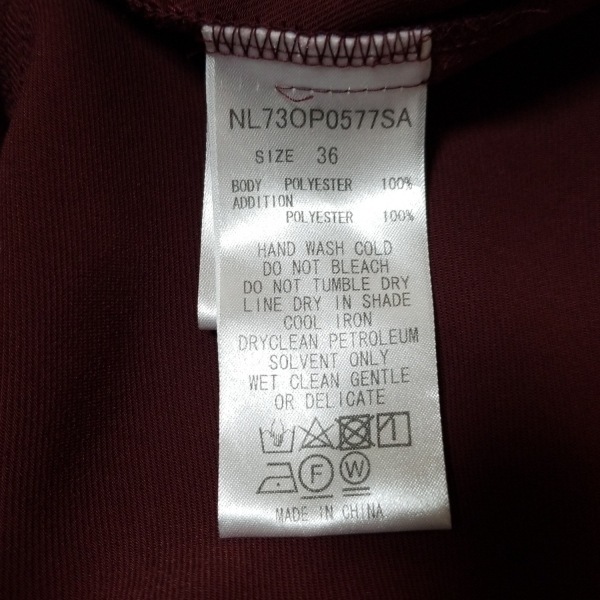 NL73OP0577SA
SIZE 36
BODY POLYESTER 100%
ADDITION
POLYESTER 100%
HAND WASH COLD
DO NOT BLEACH
DO NOT TUMBLE DRY
LINE DRY IN SHADE
COOL IRON
DRYCLEAN PETROLEUM
SOLVENT ONLY
WET CLEAN GENTLE
OR DELICATE
F W
MADE IN CHINA